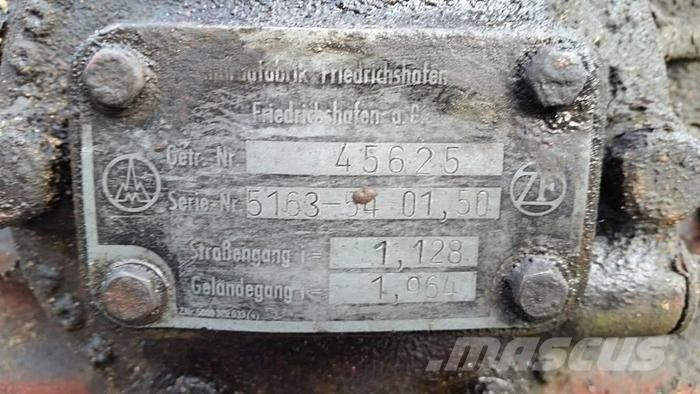 Friedrichshafen
Friedrichshafen a. B.
Getr.-Nr 45625
ZF
Serie-Nr 5163-54 01,50
Straßengang i= 1,128
Geländegang i= 1,964
mascus